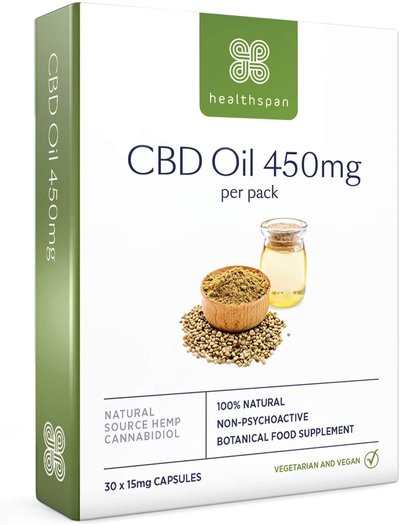 healthspan
CBD Oil 450mg
per pack
CBD Oil 450mg
NATURAL
SOURCE HEMP
CANNABIDIOL
100% NATURAL
NON-PSYCHOACTIVE
BOTANICAL FOOD SUPPLEMENT
30 x 15mg CAPSULES
VEGETARIAN AND VEGAN